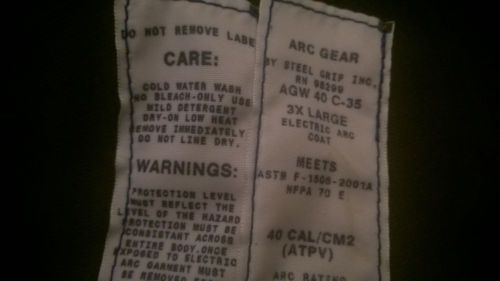 DO NOT REMOVE LABE
CARE:
COLD WATER WASH
NO BLEACH-ONLY USE
MILD DETERGENT
DRY-ON LOW HEAT
REMOVE IMMEDIATELY
DO NOT LINE DRY.
WARNINGS:
PROTECTION LEVEL
MUST REFLECT THE
LEVEL OF THE HAZARD
PROTECTION MUST BE
CONSISTANT ACROSS
ENTIRE BODY.ONCE
EXPOSED TO ELECTRIC
ARC GARMENT MUST
BE REMOVED
ARC GEAR
BY STEEL GRIP INC.
RN 98299
AGW 40 C-35
3X LARGE
ELECTRIC ARC
COAT
MEETS
ASTM F-1506-2001A
NFPA 70 E
40 CAL/CM2
(ATPV)
ARC RATING